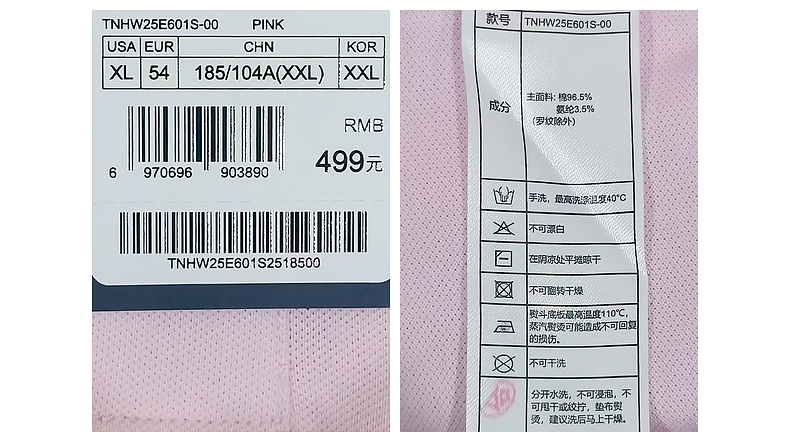 TNHW25E601S-00 PINK
USA EUR CHN KOR
XL 54 185/104A(XXL) XXL
RMB
499元
6 970696 903890
TNHW25E601S2518500
款号 TNHW25E601S-00
成分
主面料: 棉96.5%
氨纶3.5%
(罗纹除外)
手洗，最高洗涤温度40°C
不可漂白
在阴凉处平摊晾干
不可翻转干燥
熨斗底板最高温度110℃，
蒸汽熨烫可能造成不可回复
的损伤。
不可干洗
分开水洗，不可浸泡，不
可甩干或绞拧，垫布熨
烫，建议洗后马上干燥。